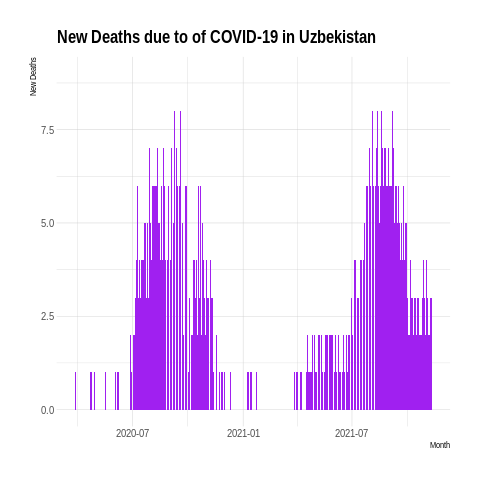 New Deaths due to of COVID-19 in Uzbekistan
New Deaths
7.5
5.0
2.5
0.0
2020-07 2021-01 2021-07
Month